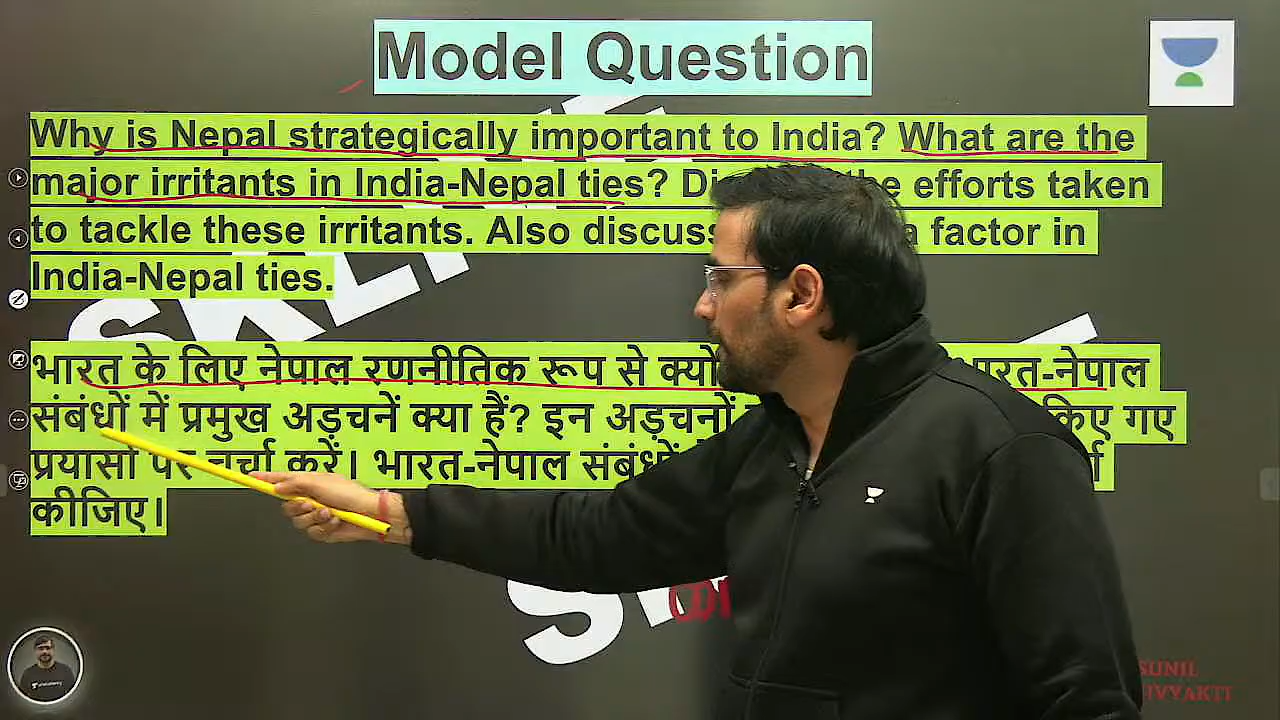 Model Question
Why is Nepal strategically important to India? What are the
major irritants in India-Nepal ties? the efforts taken
to tackle these irritants. Also discuss a factor in
India-Nepal ties.
भारत के लिए नेपाल रणनीतिक रूप से भारत-नेपाल
संबंधों में प्रमुख अड़चनें क्या हैं? इन अड़चनों किए गए
प्रयासों पर चर्चा करें। भारत-नेपाल संबंधों
कीजिए।
SUNIL